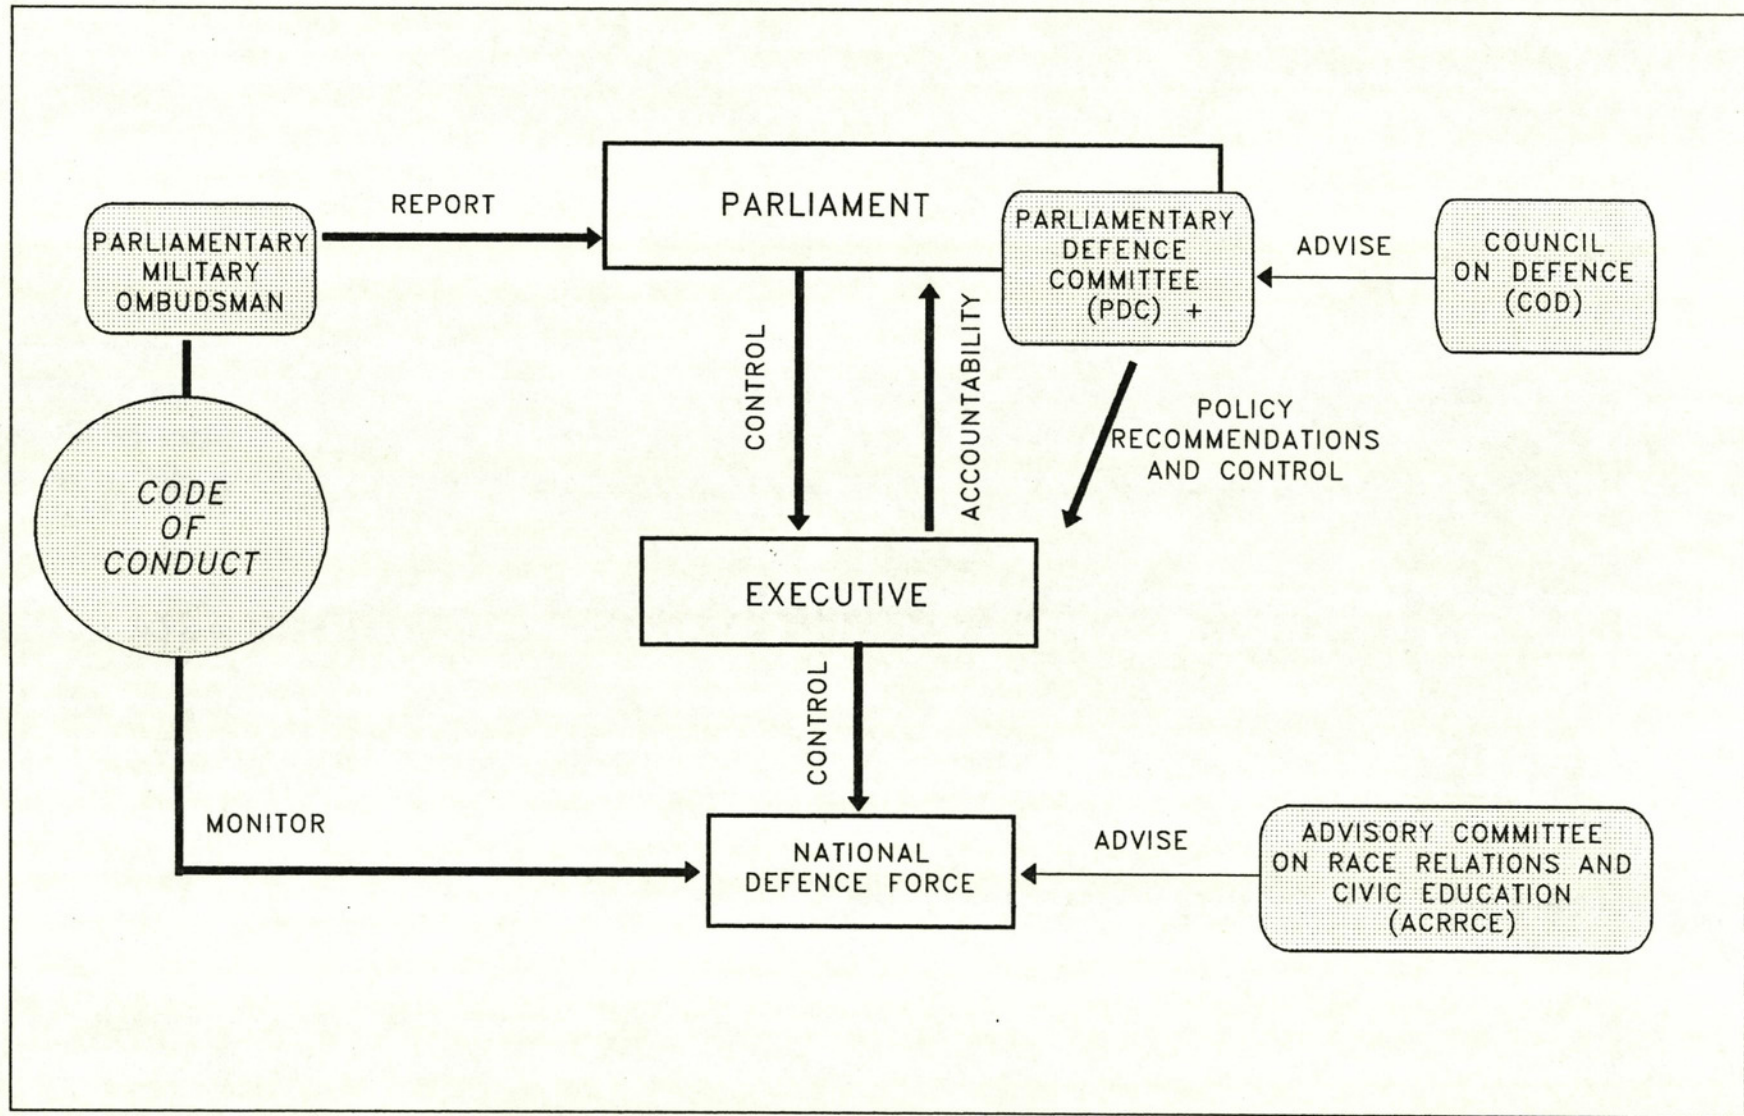 REPORT
PARLIAMENT
PARLIAMENTARY
MILITARY
OMBUDSMAN
PARLIAMENTARY
DEFENCE
COMMITTEE
(PDC) +
ADVISE
COUNCIL
ON DEFENCE
(COD)
CONTROL
ACCOUNTABILITY
POLICY
RECOMMENDATIONS
AND CONTROL
CODE
OF
CONDUCT
EXECUTIVE
CONTROL
MONITOR
NATIONAL
DEFENCE FORCE
ADVISE
ADVISORY COMMITTEE
ON RACE RELATIONS AND
CIVIC EDUCATION
(ACRRCE)